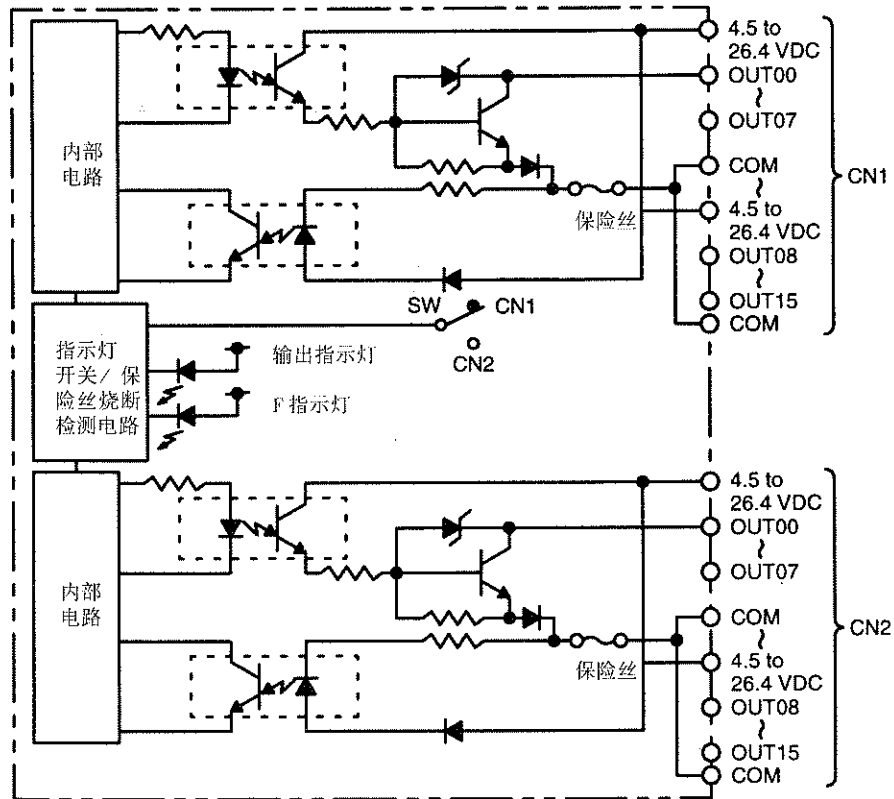 内部
电路
4.5 to
26.4 VDC
OUT00
~
OUT07
COM
~
4.5 to
26.4 VDC
OUT08
~
OUT15
COM
CN1
保险丝
SW
CN1
CN2
指示灯
开关/ 保
险丝烧断
检测电路
输出指示灯
F 指示灯
内部
电路
4.5 to
26.4 VDC
OUT00
~
OUT07
COM
~
4.5 to
26.4 VDC
OUT08
~
OUT15
COM
CN2
保险丝